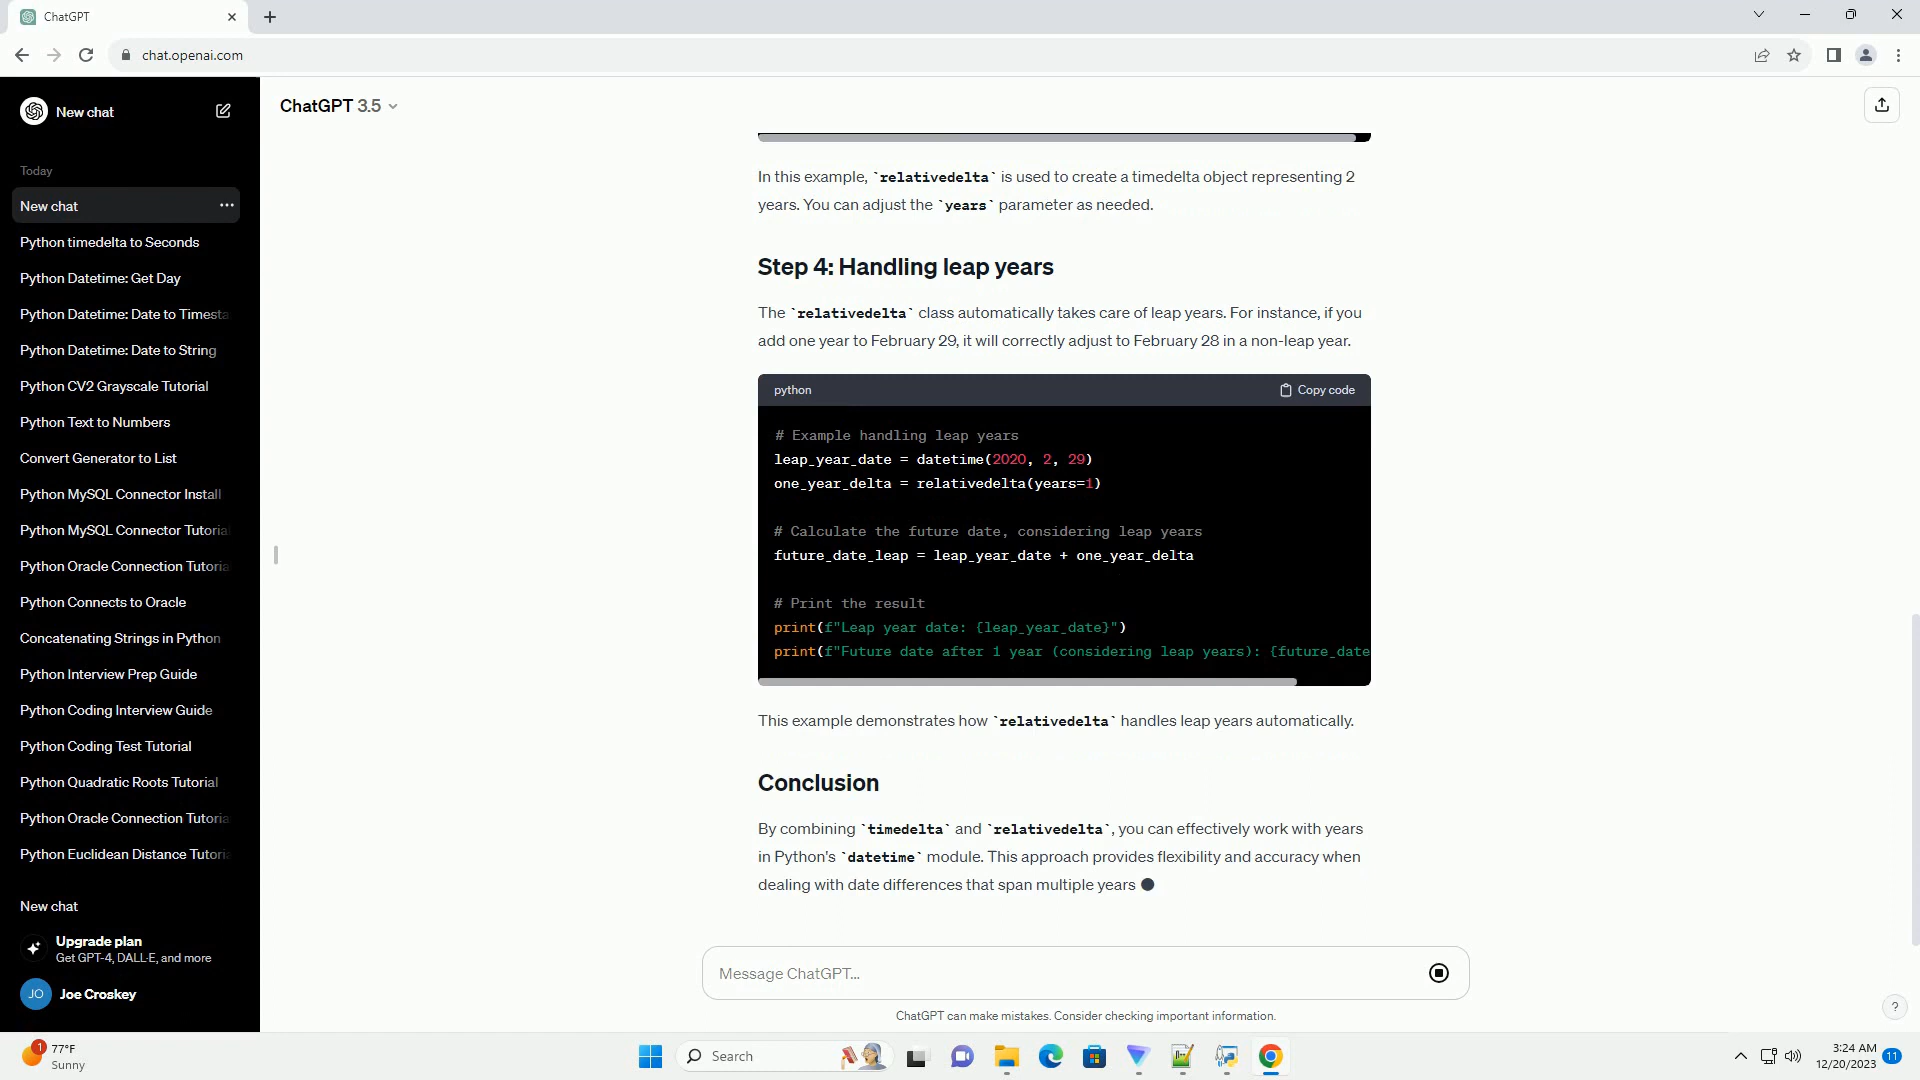 ChatGPT
chat.openai.com
New chat
Today
New chat
Python timedelta to Seconds
Python Datetime: Get Day
Python Datetime: Date to Timesta
Python Datetime: Date to String
Python CV2 Grayscale Tutorial
Python Text to Numbers
Convert Generator to List
Python MySQL Connector Install
Python MySQL Connector Tutoria
Python Oracle Connection Tutoria
Python Connects to Oracle
Concatenating Strings in Python
Python Interview Prep Guide
Python Coding Interview Guide
Python Coding Test Tutorial
Python Quadratic Roots Tutorial
Python Oracle Connection Tutoria
Python Euclidean Distance Tutoria
New chat
Upgrade plan
Get GPT-4, DALL·E, and more
JO Joe Croskey
ChatGPT 3.5
In this example, `relativedelta` is used to create a timedelta object representing 2
years. You can adjust the `years` parameter as needed.
Step 4: Handling leap years
The `relativedelta` class automatically takes care of leap years. For instance, if you
add one year to February 29, it will correctly adjust to February 28 in a non-leap year.
python Copy code
# Example handling leap years
leap_year_date = datetime(2020, 2, 29)
one_year_delta = relativedelta(years=1)
# Calculate the future date, considering leap years
future_date_leap = leap_year_date + one_year_delta
# Print the result
print(f"Leap year date: {leap_year_date}")
print(f"Future date after 1 year (considering leap years): {future_date
This example demonstrates how `relativedelta` handles leap years automatically.
Conclusion
By combining `timedelta` and `relativedelta`, you can effectively work with years
in Python's `datetime` module. This approach provides flexibility and accuracy when
dealing with date differences that span multiple years
Message ChatGPT...
ChatGPT can make mistakes. Consider checking important information.
?
1
77°F
Sunny
Search
3:24 AM
12/20/2023
11